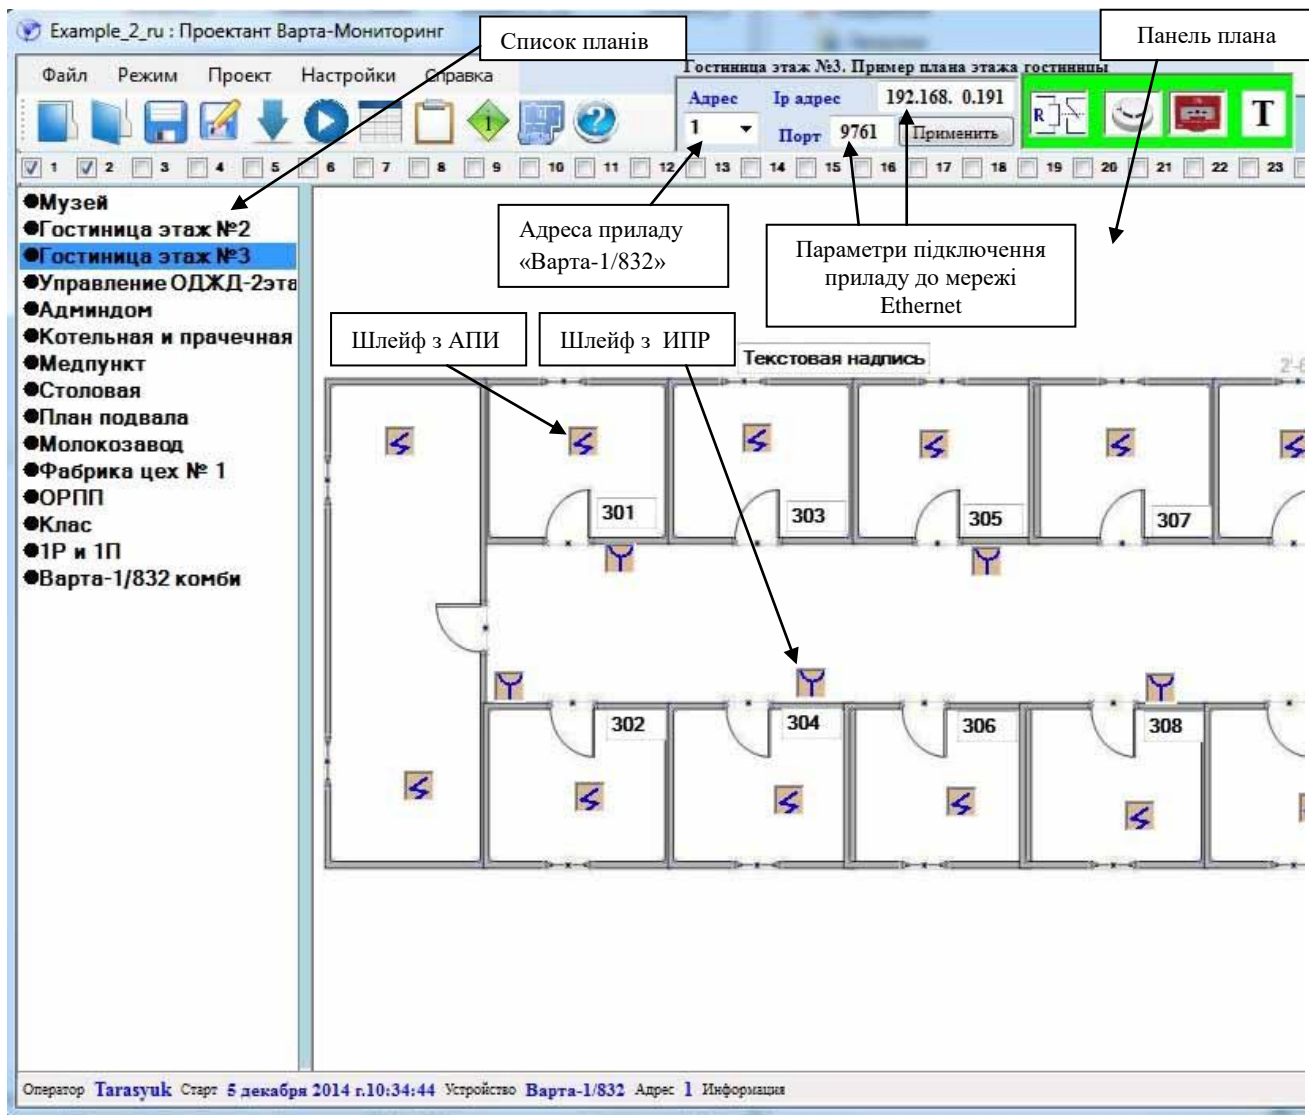 Example_2_ru : Проектант Варта-Мониторинг
Список планів
Панель плана
Файл Режим Проект Настройки Справка
Гостиница этаж №3. Пример плана этажа гостиницы
Адрес Ip адрес 192.168. 0.191
1 Порт 9761 Применить
R T
1
1 2 3 4 5 6 7 8 9 10 11 12 13 14 15 16 17 18 19 20 21 22 23
Музей
Гостиница этаж №2
Гостиница этаж №3
Управление ОДЖД-2эта
Админдом
Котельная и прачечная
Медпункт
Столовая
План подвала
Молокозавод
Фабрика цех № 1
ОРПП
Клас
1Р и 1П
Варта-1/832 комби
Адреса приладу
«Варта-1/832»
Параметри підключення
приладу до мережі
Ethernet
Шлейф з АПИ
Шлейф з ИПР
Текстовая надпись
301 303 305 307
302 304 306 308
Оператор Tarasyuk Старт 5 декабря 2014 г.10:34:44 Устройство Варта-1/832 Адрес 1 Информация